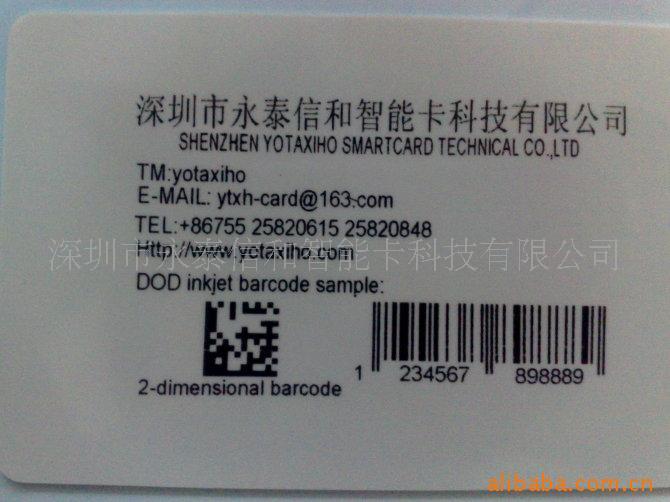 深圳市永泰信和智能卡科技有限公司
SHENZHEN YOTAXIHO SMARTCARD TECHNICAL CO.,LTD
TM:yotaxiho
E-MAIL: ytxh-card@163.com
TEL:+86755 25820615 25820848
Http://www.yotaxiho.com
深圳市永泰信和智能卡科技有限公司
DOD inkjet barcode sample:
1 234567 898889
2-dimensional barcode
alibaba.com.cn